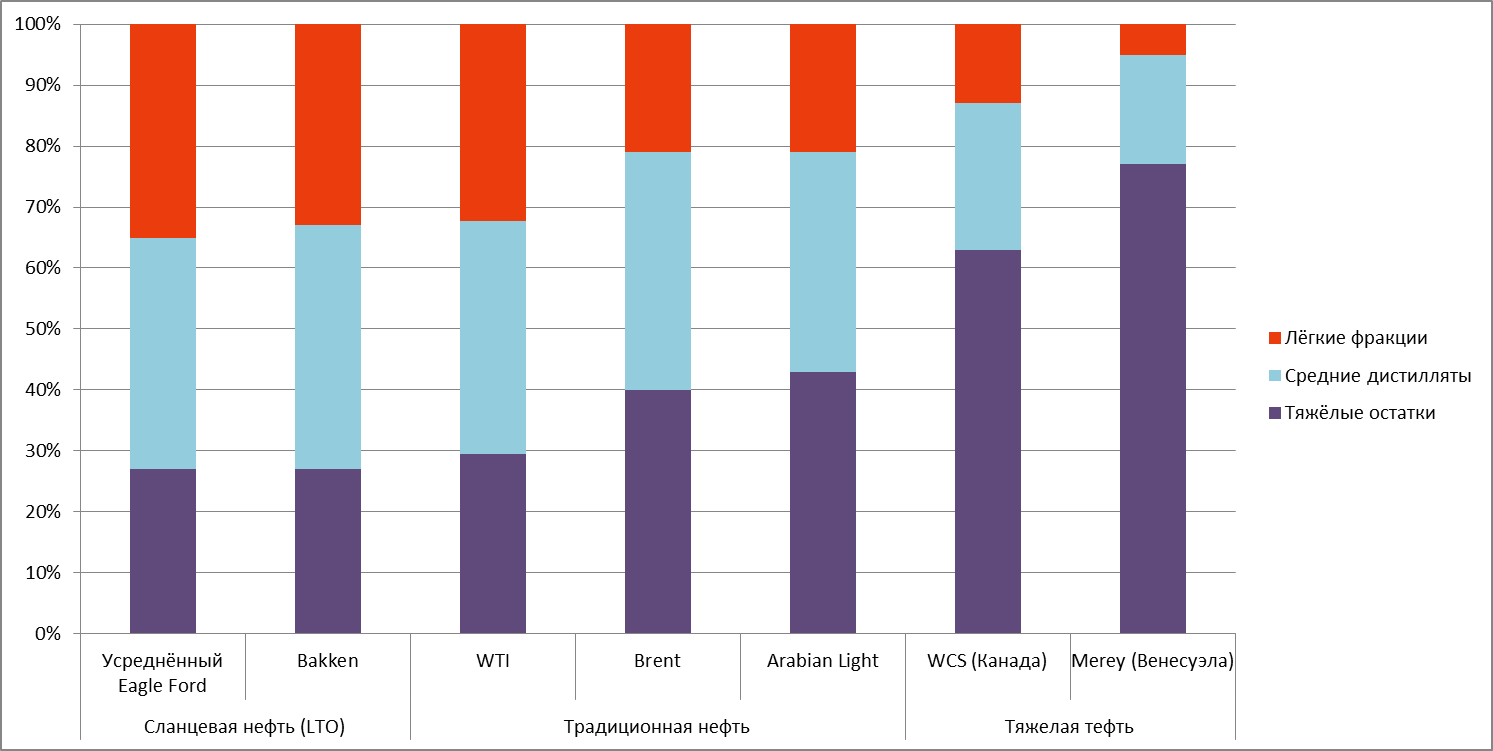 100%
90%
80%
70%
60%
50%
40%
30%
20%
10%
0%
Усреднённый
Eagle Ford
Bakken
WTI
Brent
Arabian Light
WCS (Канада)
Merey (Венесуэла)
Сланцевая нефть (LTO)
Традиционная нефть
Тяжелая тефть
Лёгкие фракции
Средние дистилляты
Тяжёлые остатки